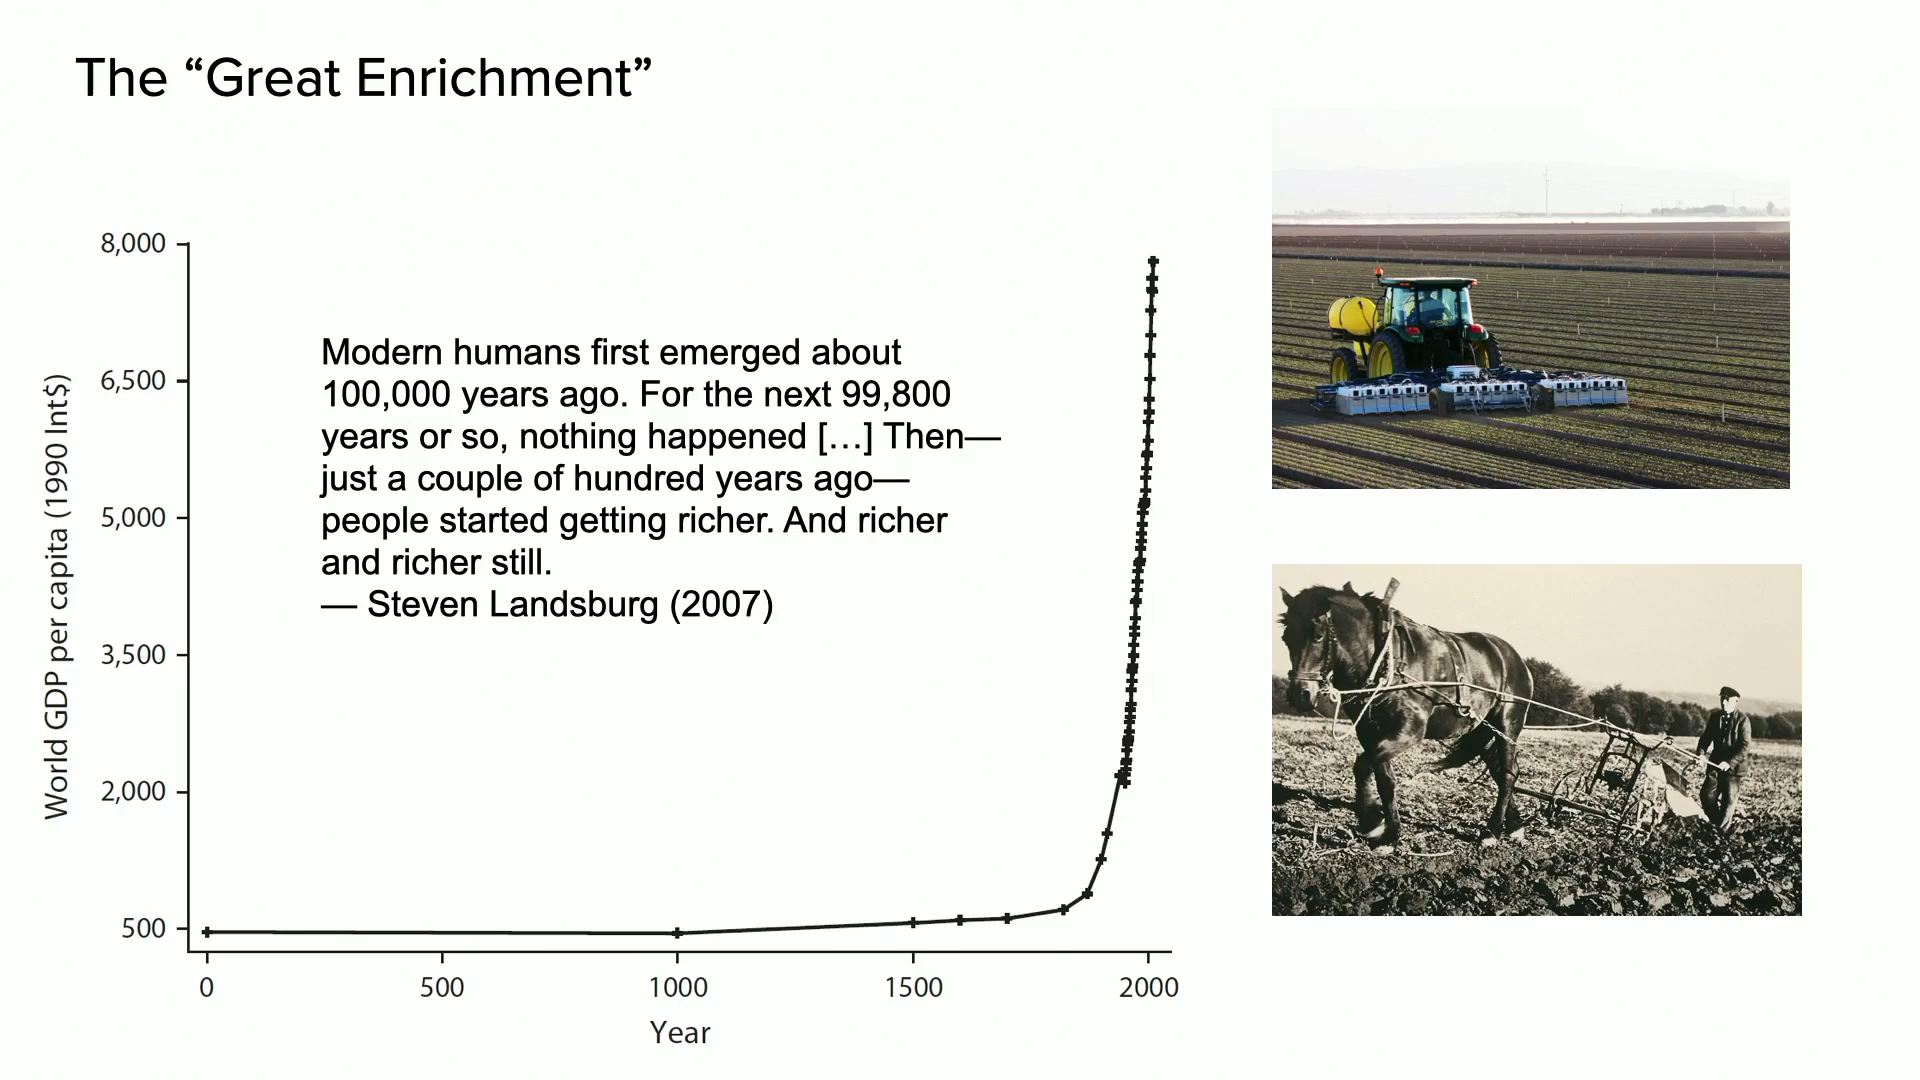 The “Great Enrichment”
8,000
6,500
5,000
3,500
2,000
500
World GDP per capita (1990 Int$)
Modern humans first emerged about
100,000 years ago. For the next 99,800
years or so, nothing happened […] Then—
just a couple of hundred years ago—
people started getting richer. And richer
and richer still.
— Steven Landsburg (2007)
0
500
1000
1500
2000
Year